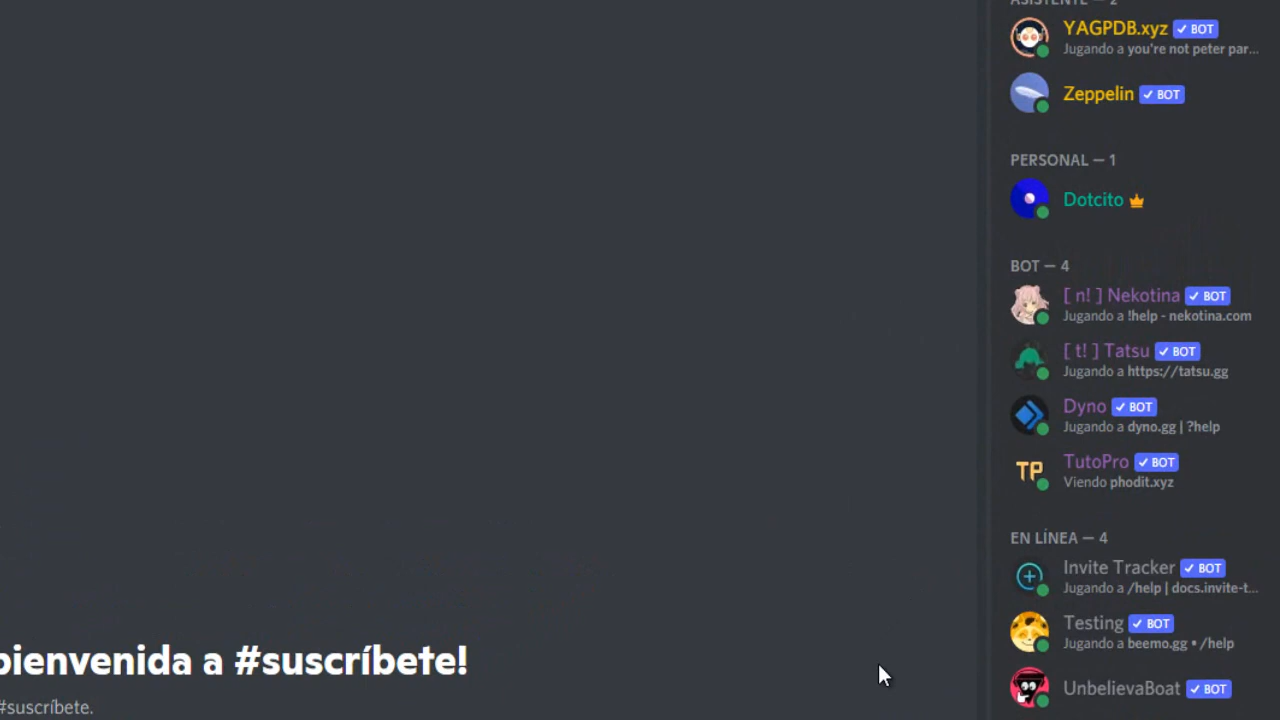 ASISTENTE — 2
YAGPDB.xyz ✓ BOT
Jugando a you're not peter par...
Zeppelin ✓ BOT
PERSONAL — 1
Dotcito
BOT — 4
[ n! ] Nekotina ✓ BOT
Jugando a !help - nekotina.com
[ t! ] Tatsu ✓ BOT
Jugando a https://tatsu.gg
Dyno ✓ BOT
Jugando a dyno.gg | ?help
TP
TutoPro ✓ BOT
Viendo phodit.xyz
EN LÍNEA — 4
Invite Tracker ✓ BOT
Jugando a /help | docs.invite-t...
Testing ✓ BOT
Jugando a beemo.gg • /help
UnbelievaBoat ✓ BOT
bienvenida a #suscríbete!
#suscríbete.